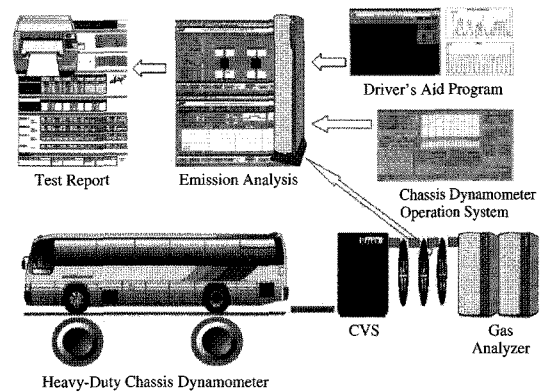 Driver's Aid Program
Test Report
Emission Analysis
Chassis Dynamometer
Operation System
CVS
Gas
Analyzer
Heavy-Duty Chassis Dynamometer